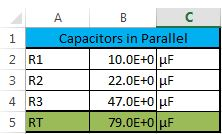 A B C
1 Capacitors in Parallel
2 R1 10.0E+0 µF
3 R2 22.0E+0 µF
4 R3 47.0E+0 µF
5 RT 79.0E+0 µF